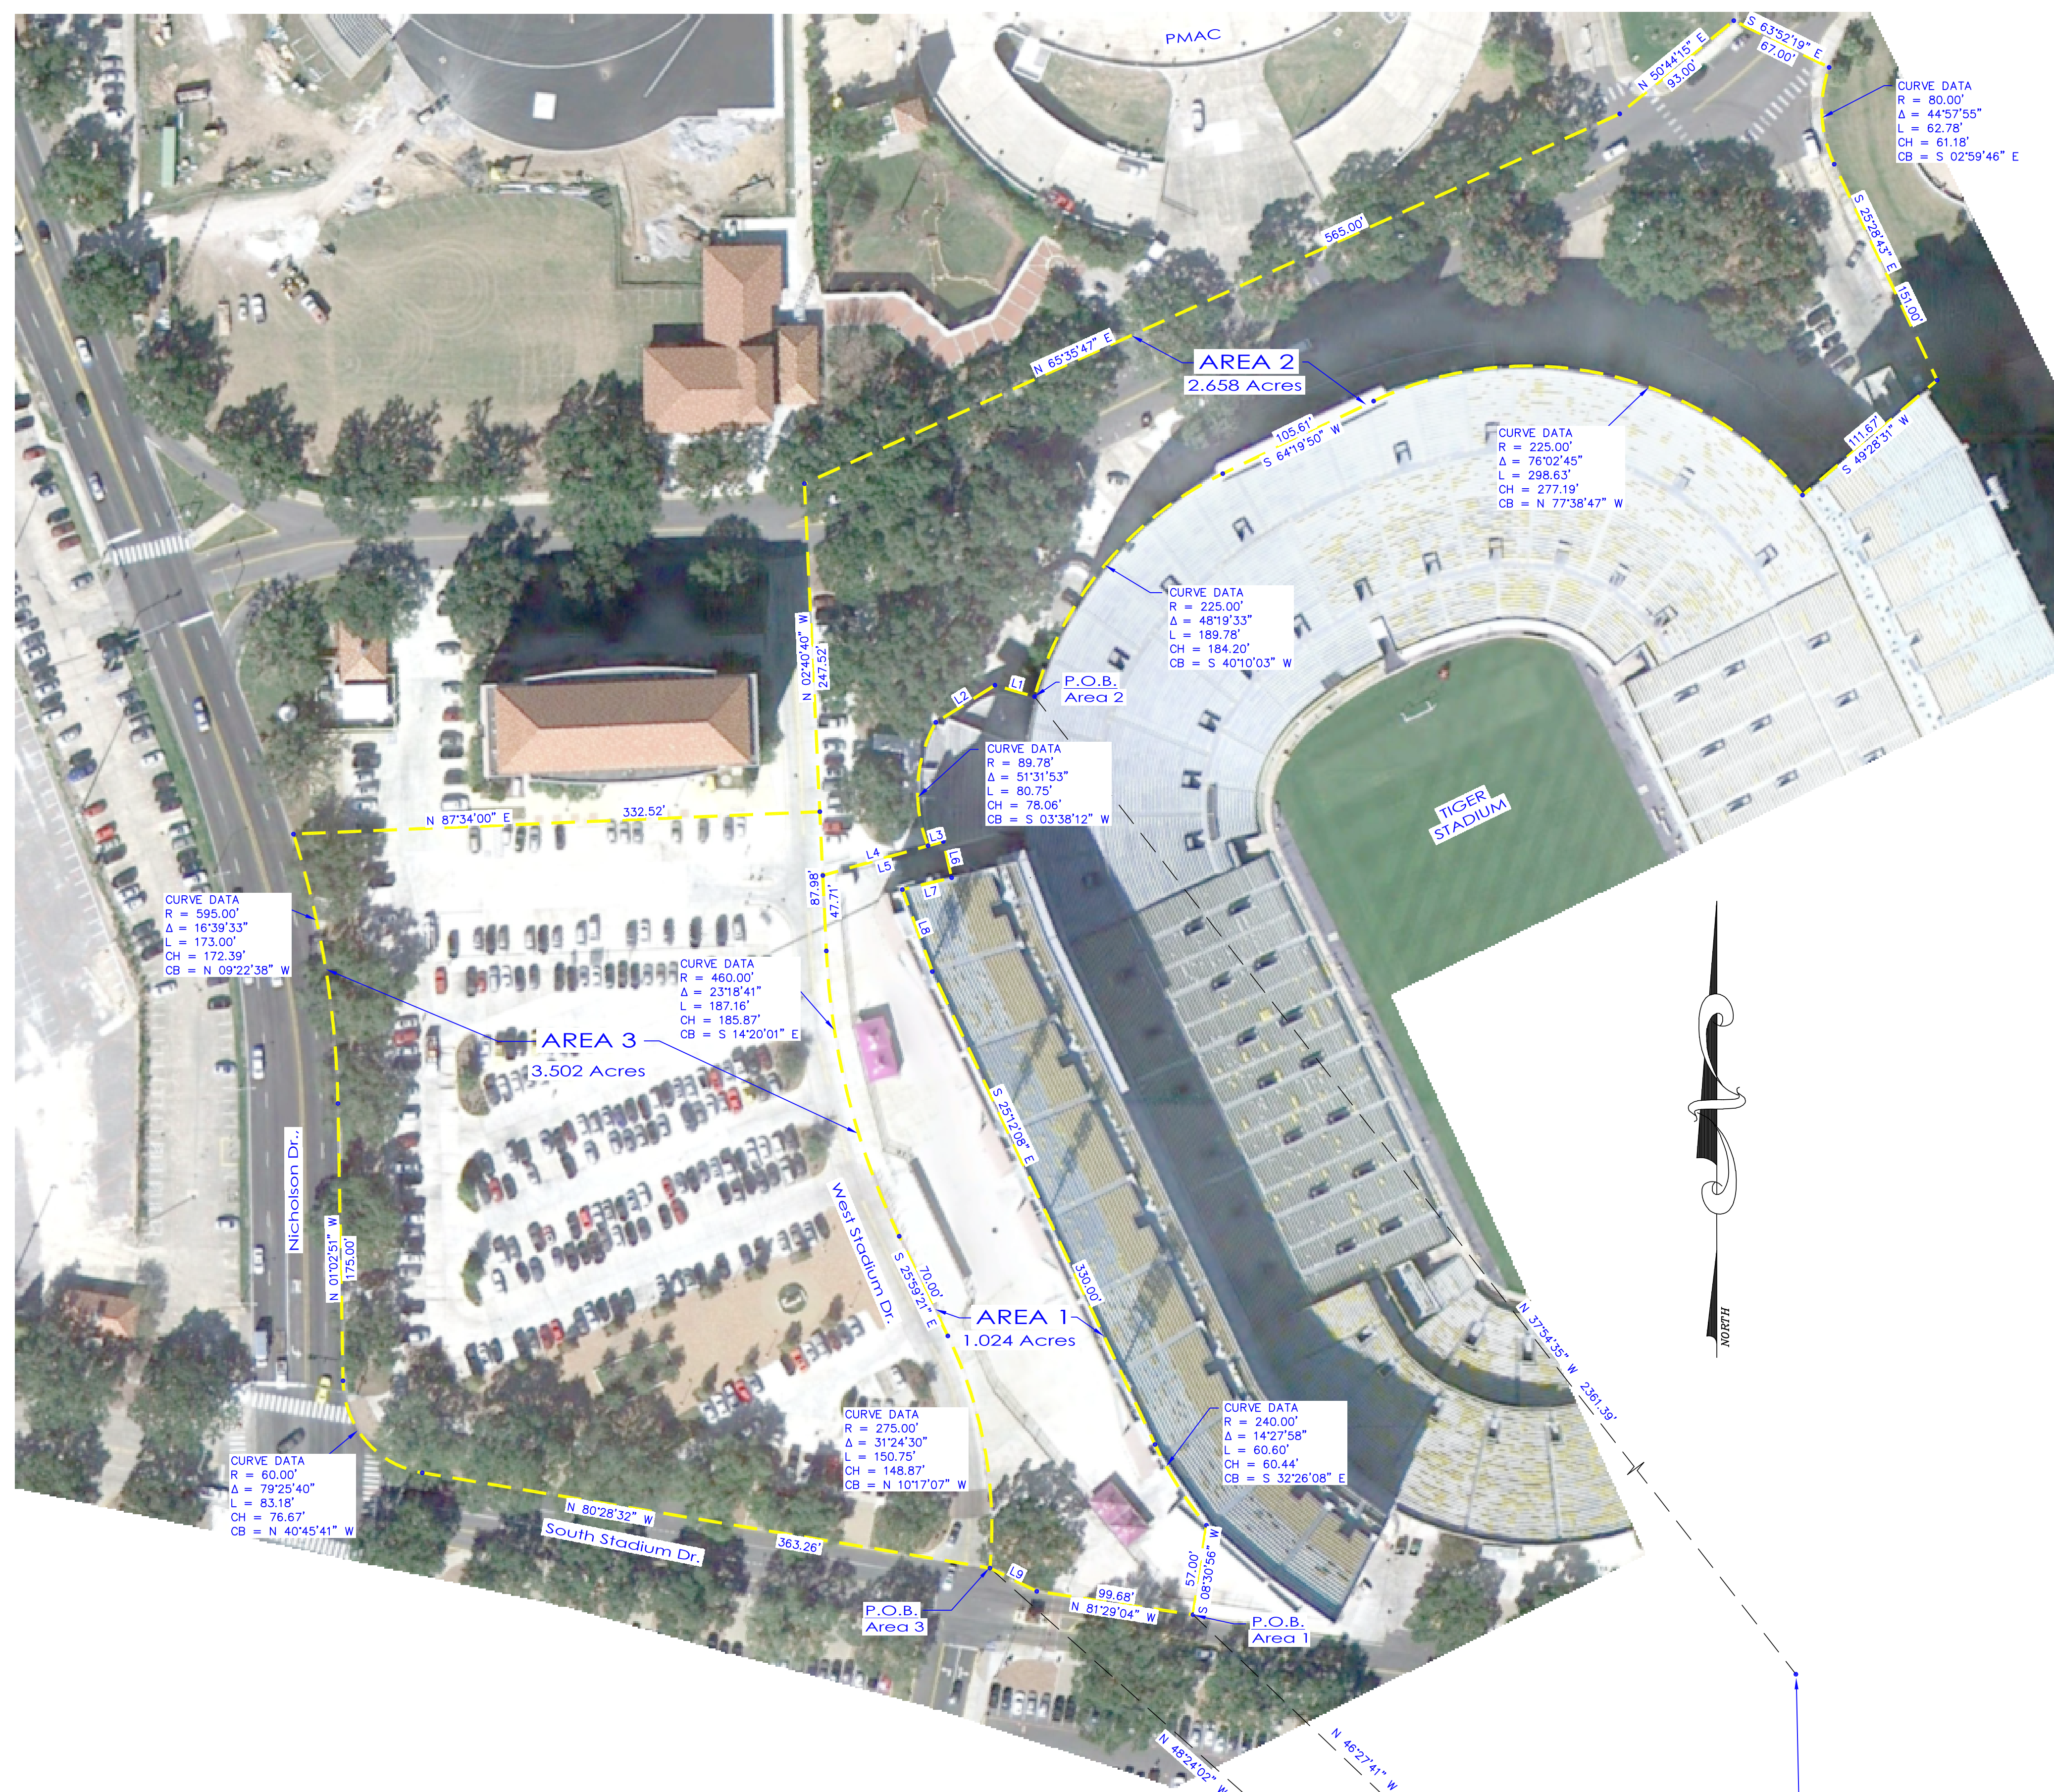 PMAC
S 63°52'19" E
67.00'
N 50°44'15" E
93.00'
CURVE DATA
R = 80.00'
Δ = 44°57'55"
L = 62.78'
CH = 61.18'
CB = S 02°59'46" E
S 25°28'43" E
151.00'
565.00'
N 65°35'47" E
AREA 2
2.658 Acres
105.61'
S 64°19'50" W
CURVE DATA
R = 225.00'
Δ = 76°02'45"
L = 298.63'
CH = 277.19'
CB = N 77°38'47" W
111.67'
S 49°28'31" W
CURVE DATA
R = 225.00'
Δ = 48°19'33"
L = 189.78'
CH = 184.20'
CB = S 40°10'03" W
N 02°40'40" W
247.52'
L2
L1
P.O.B.
Area 2
CURVE DATA
R = 89.78'
Δ = 51°31'53"
L = 80.75'
CH = 78.06'
CB = S 03°38'12" W
TIGER
STADIUM
N 87°34'00" E
332.52'
L3
L4
L5
L6
L7
87.98'
47.71'
L8
CURVE DATA
R = 595.00'
Δ = 16°39'33"
L = 173.00'
CH = 172.39'
CB = N 09°22'38" W
CURVE DATA
R = 460.00'
Δ = 23°18'41"
L = 187.16'
CH = 185.87'
CB = S 14°20'01" E
AREA 3
3.502 Acres
S 25°12'08" E
330.00'
Nicholson Dr.,
N 01°02'51" W
175.00'
West Stadium Dr.
70.00'
S 25°59'21" E
AREA 1
1.024 Acres
N 37°54'35" W 2361.39'
NORTH
CURVE DATA
R = 275.00'
Δ = 31°24'30"
L = 150.75'
CH = 148.87'
CB = N 10°17'07" W
CURVE DATA
R = 240.00'
Δ = 14°27'58"
L = 60.60'
CH = 60.44'
CB = S 32°26'08" E
CURVE DATA
R = 60.00'
Δ = 79°25'40"
L = 83.18'
CH = 76.67'
CB = N 40°45'41" W
N 80°28'32" W
363.26'
South Stadium Dr.
L9
57.00'
S 08°30'56" W
99.68'
N 81°29'04" W
P.O.B.
Area 3
P.O.B.
Area 1
N 48°24'02" W
N 46°27'41" W